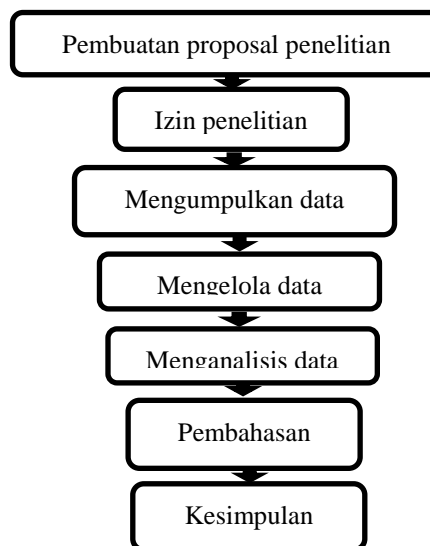 Pembuatan proposal penelitian
Izin penelitian
Mengumpulkan data
Mengelola data
Menganalisis data
Pembahasan
Kesimpulan